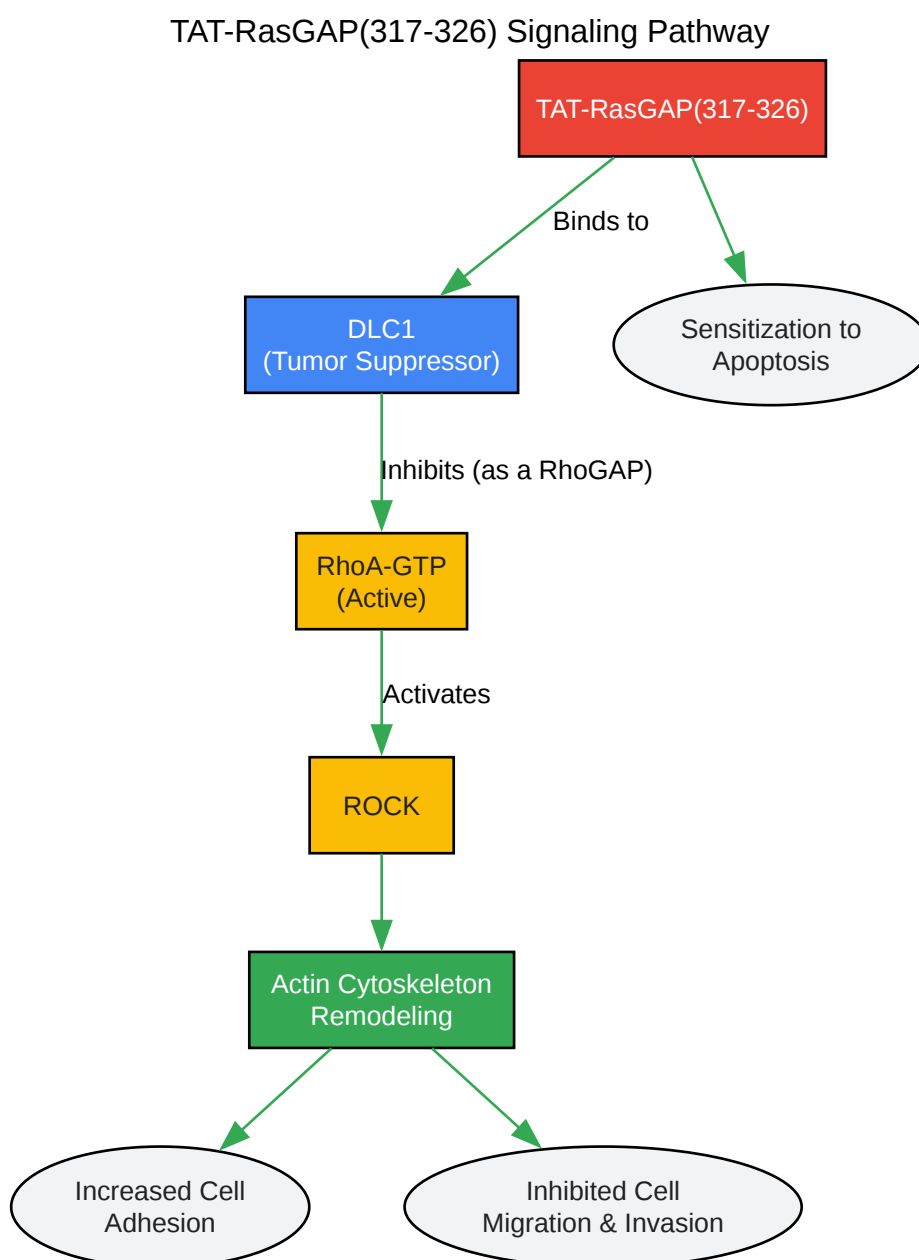 TAT-RasGAP(317-326) Signaling Pathway
TAT-RasGAP(317-326)
Binds to
DLC1
(Tumor Suppressor)
Sensitization to
Apoptosis
Inhibits (as a RhoGAP)
RhoA-GTP
(Active)
Activates
ROCK
Actin Cytoskeleton
Remodeling
Increased Cell
Adhesion
Inhibited Cell
Migration & Invasion